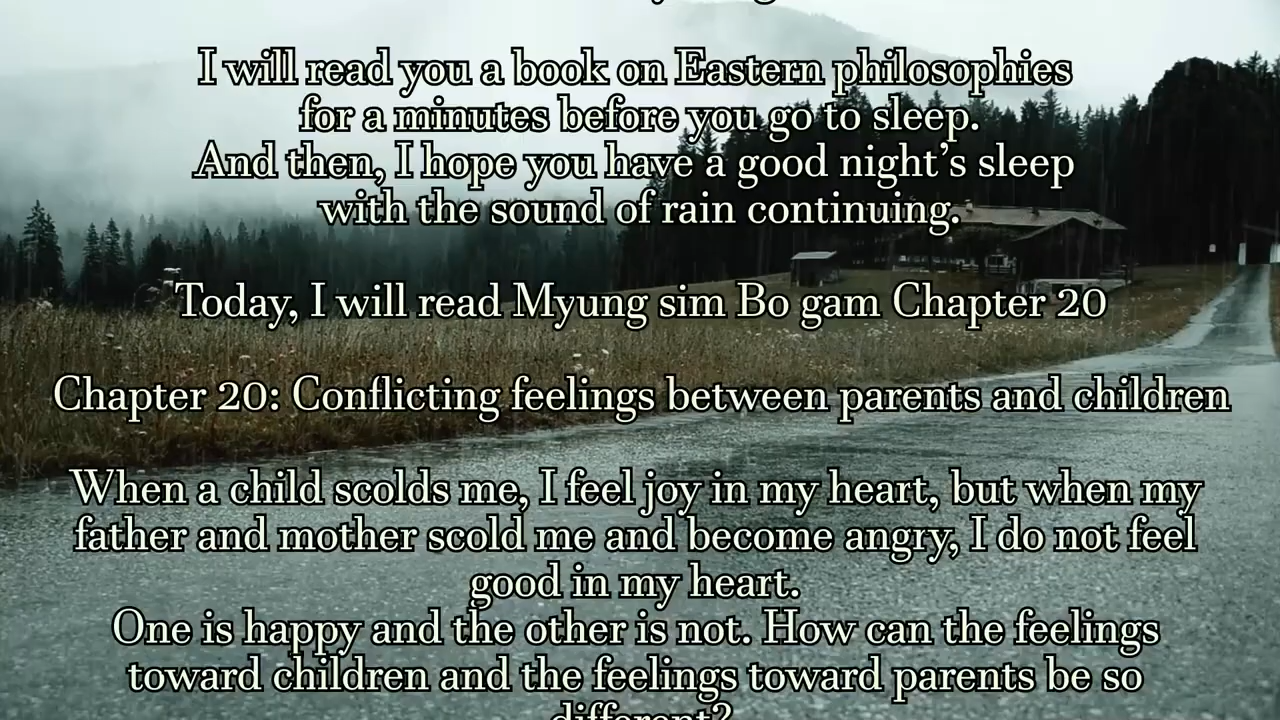 I will read you a book on Eastern philosophies
for a minutes before you go to sleep.
And then, I hope you have a good night’s sleep
with the sound of rain continuing.
Today, I will read Myung sim Bo gam Chapter 20
Chapter 20: Conflicting feelings between parents and children
When a child scolds me, I feel joy in my heart, but when my
father and mother scold me and become angry, I do not feel
good in my heart.
One is happy and the other is not. How can the feelings
toward children and the feelings toward parents be so
different?